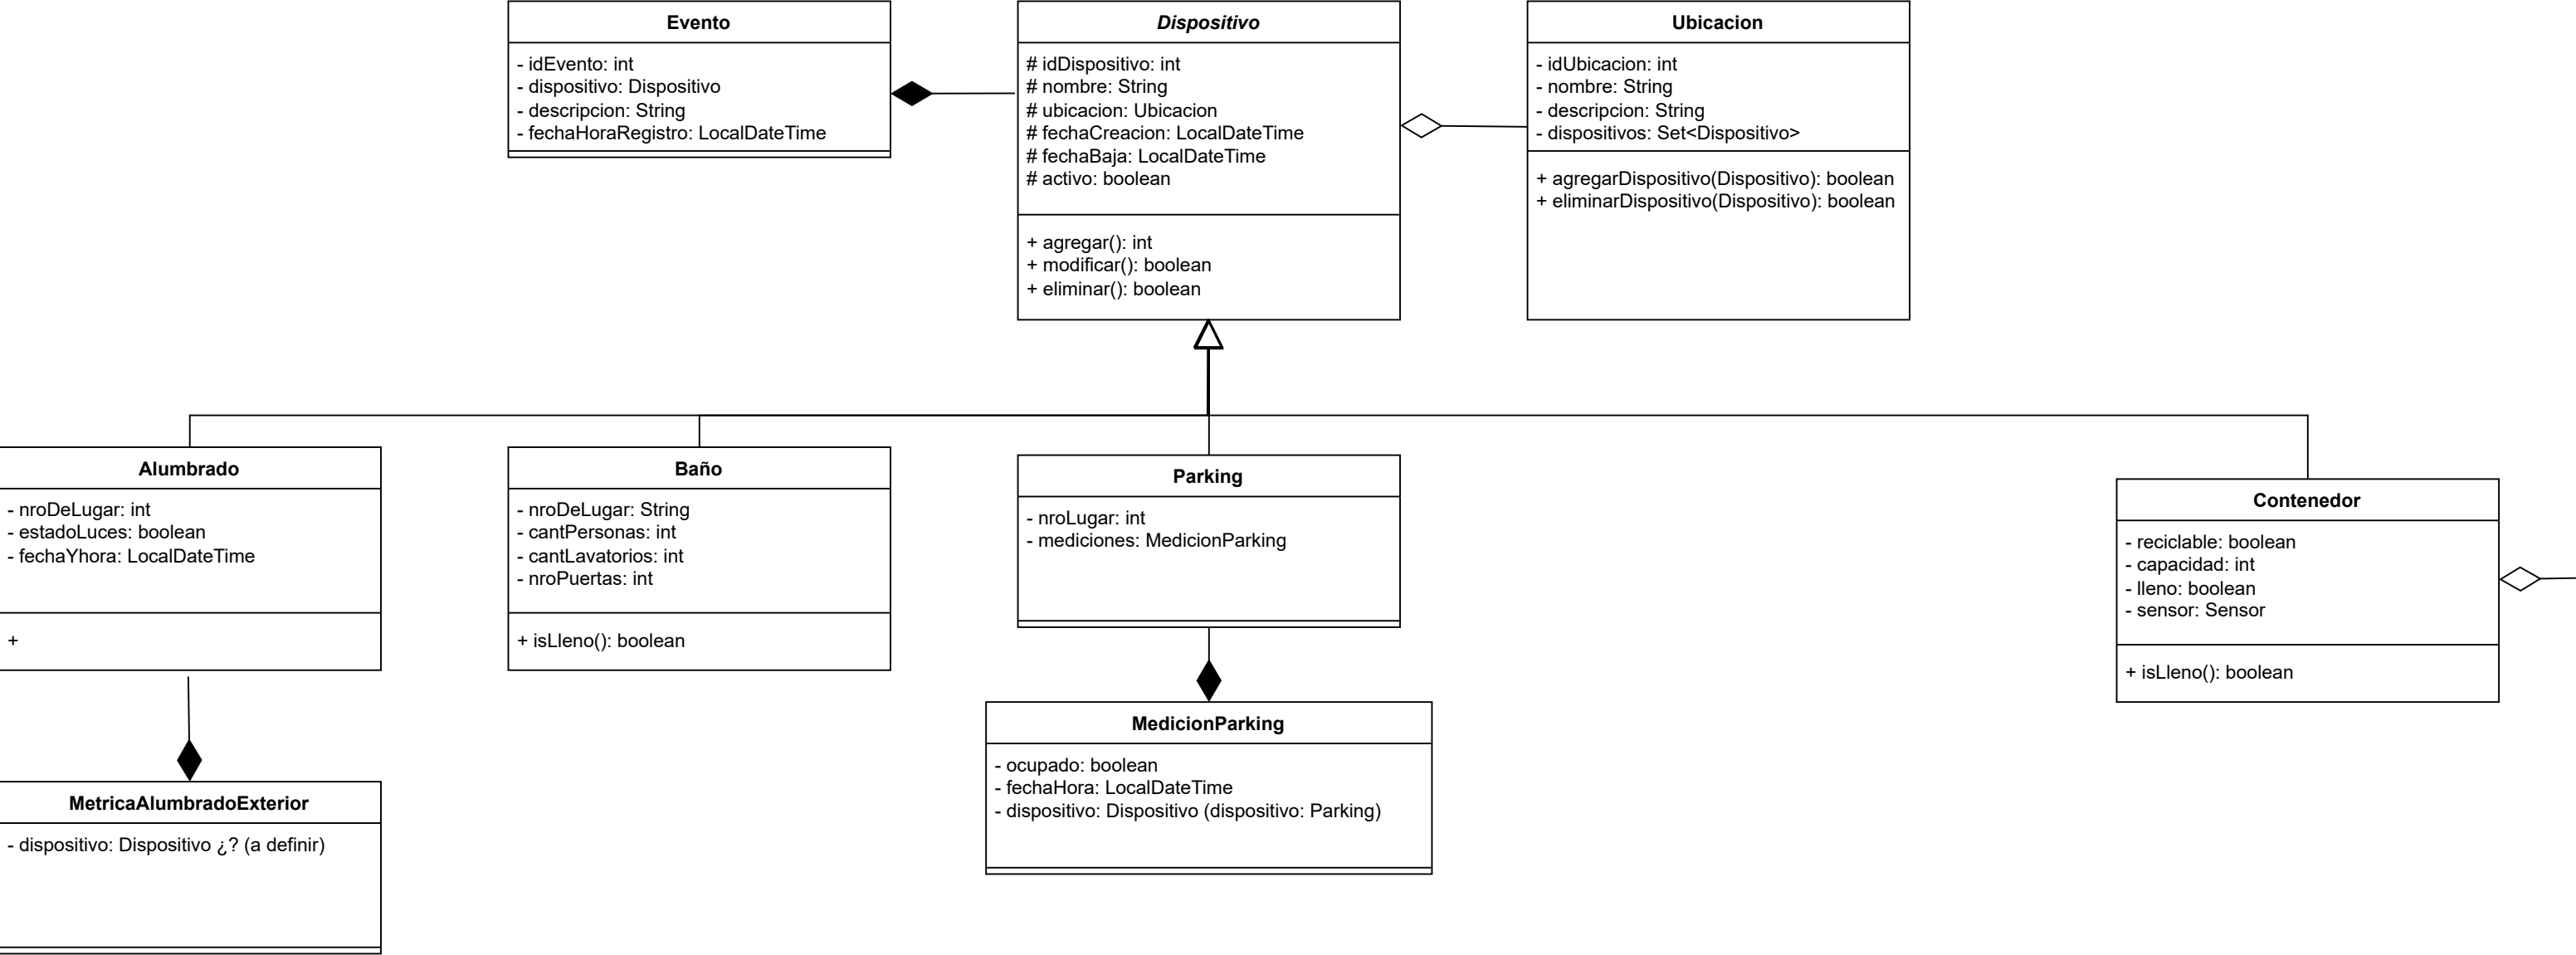 Evento
- idEvento: int
- dispositivo: Dispositivo
- descripcion: String
- fechaHoraRegistro: LocalDateTime
Dispositivo
# idDispositivo: int
# nombre: String
# ubicacion: Ubicacion
# fechaCreacion: LocalDateTime
# fechaBaja: LocalDateTime
# activo: boolean
+ agregar(): int
+ modificar(): boolean
+ eliminar(): boolean
Ubicacion
- idUbicacion: int
- nombre: String
- descripcion: String
- dispositivos: Set<Dispositivo>
+ agregarDispositivo(Dispositivo): boolean
+ eliminarDispositivo(Dispositivo): boolean
Alumbrado
- nroDeLugar: int
- estadoLuces: boolean
- fechaYhora: LocalDateTime
+
Baño
- nroDeLugar: String
- cantPersonas: int
- cantLavatorios: int
- nroPuertas: int
+ isLleno(): boolean
Parking
- nroLugar: int
- mediciones: MedicionParking
Contenedor
- reciclable: boolean
- capacidad: int
- lleno: boolean
- sensor: Sensor
+ isLleno(): boolean
MetricaAlumbradoExterior
- dispositivo: Dispositivo ¿? (a definir)
MedicionParking
- ocupado: boolean
- fechaHora: LocalDateTime
- dispositivo: Dispositivo (dispositivo: Parking)